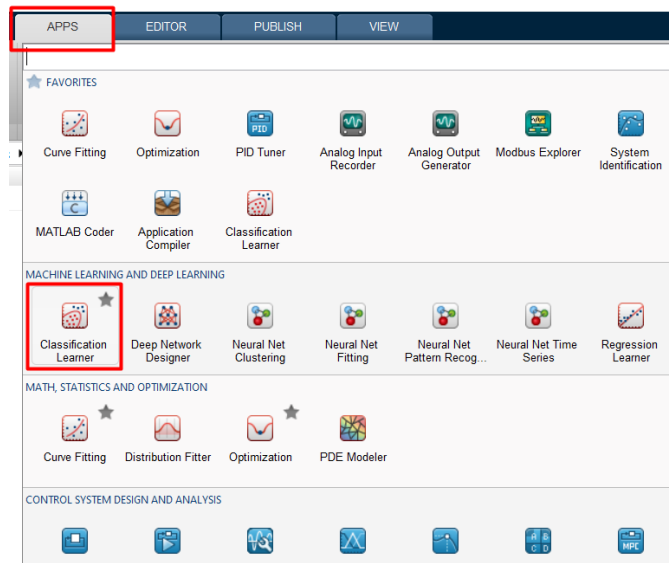 APPS EDITOR PUBLISH VIEW
FAVORITES
PID
Curve Fitting Optimization PID Tuner Analog Input Recorder Analog Output Generator Modbus Explorer System Identification
C
MATLAB Coder Application Compiler Classification Learner
MACHINE LEARNING AND DEEP LEARNING
Classification Learner Deep Network Designer Neural Net Clustering Neural Net Fitting Neural Net Pattern Recog... Neural Net Time Series Regression Learner
MATH, STATISTICS AND OPTIMIZATION
Curve Fitting Distribution Fitter Optimization PDE Modeler
CONTROL SYSTEM DESIGN AND ANALYSIS
A B
C D
MPC